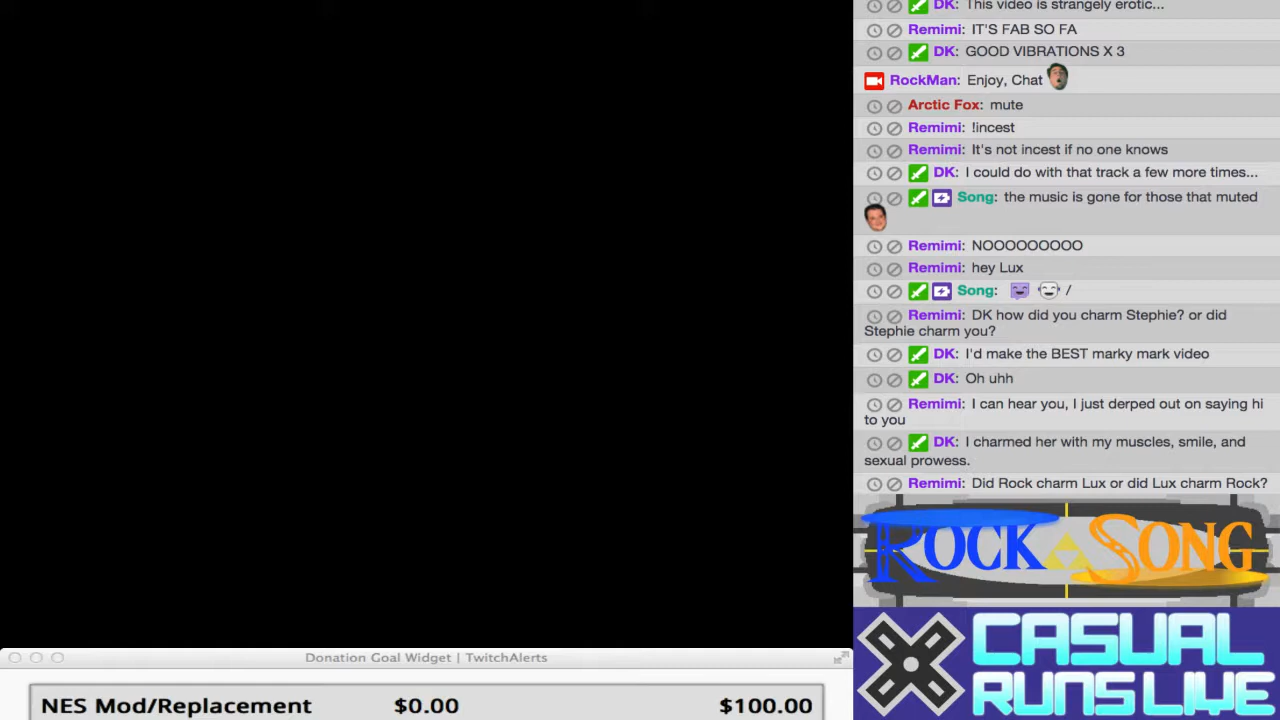 DK: This video is strangely erotic...
Remimi: IT'S FAB SO FA
DK: GOOD VIBRATIONS X 3
RockMan: Enjoy, Chat
Arctic Fox: mute
Remimi: !incest
Remimi: It's not incest if no one knows
DK: I could do with that track a few more times...
Song: the music is gone for those that muted
Remimi: NOOOOOOOOO
Remimi: hey Lux
Song: /
Remimi: DK how did you charm Stephie? or did
Stephie charm you?
DK: I'd make the BEST marky mark video
DK: Oh uhh
Remimi: I can hear you, I just derped out on saying hi
to you
DK: I charmed her with my muscles, smile, and
sexual prowess.
Remimi: Did Rock charm Lux or did Lux charm Rock?
ROCK SONG
CASUAL
RUNS LIVE
Donation Goal Widget | TwitchAlerts
NES Mod/Replacement $0.00 $100.00